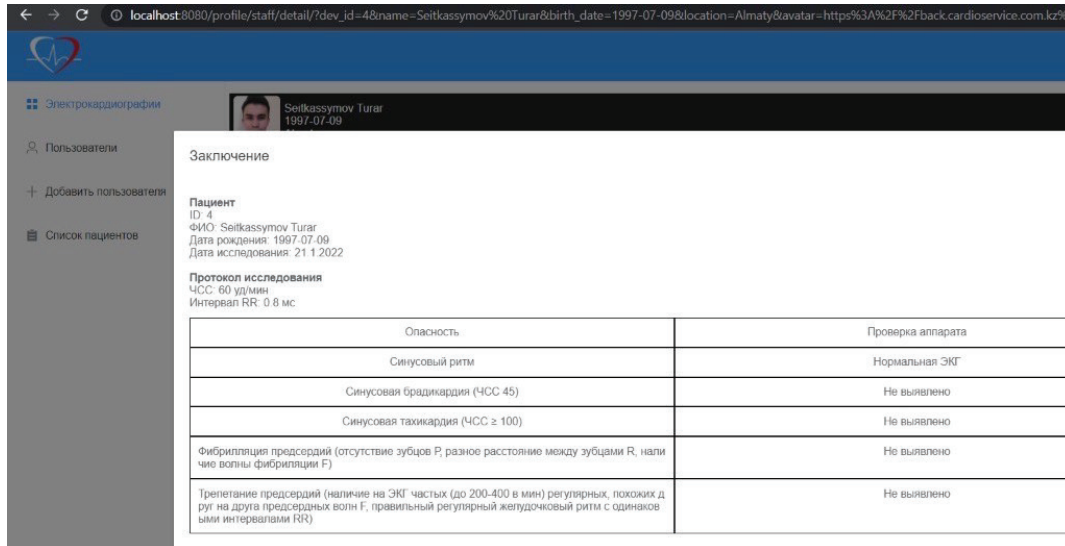 localhost:8080/profile/staff/detail/?dev_id=4&name=Seitkassymov%20Turar&birth_date=1997-07-09&location=Almaty&avatar=https%3A%2F%2Fback.cardioservice.com.kz%
Электрокардиографии
Seitkassymov Turar
1997-07-09
Пользователи
Добавить пользователя
Список пациентов
Заключение
Пациент
ID: 4
ФИО: Seitkassymov Turar
Дата рождения: 1997-07-09
Дата исследования: 21.1.2022
Протокол исследования
ЧСС: 60 уд/мин
Интервал RR: 0.8 мс
Опасность Проверка аппарата
Синусовый ритм Нормальная ЭКГ
Синусовая брадикардия (ЧСС 45) Не выявлено
Синусовая тахикардия (ЧСС ≥ 100) Не выявлено
Фибрилляция предсердий (отсутствие зубцов P, разное расстояние между зубцами R, нали Не выявлено
чие волны фибриляции F)
Трепетание предсердий (наличие на ЭКГ частых (до 200-400 в мин) регулярных, похожих д Не выявлено
руг на друга предсердных волн F, правильный регулярный желудочковый ритм с одинаков
ыми интервалами RR)